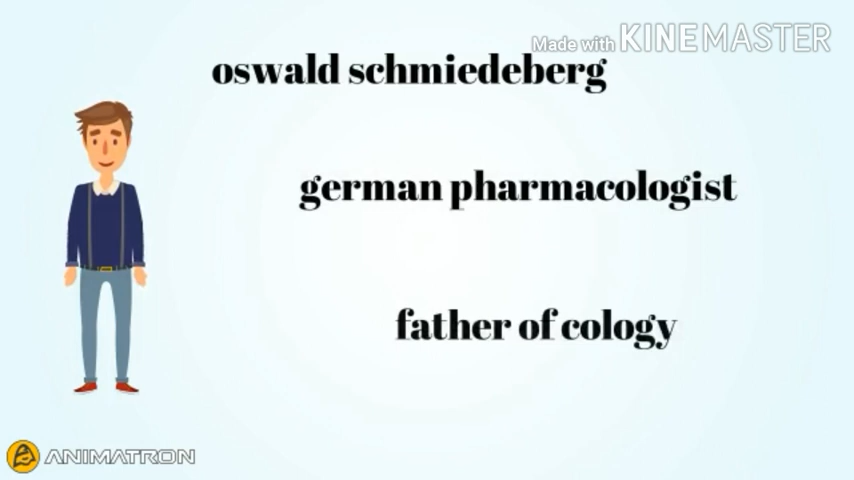 Made with KINEMASTER
oswald schmiedeberg
german pharmacologist
father of cology
ANIMATRON